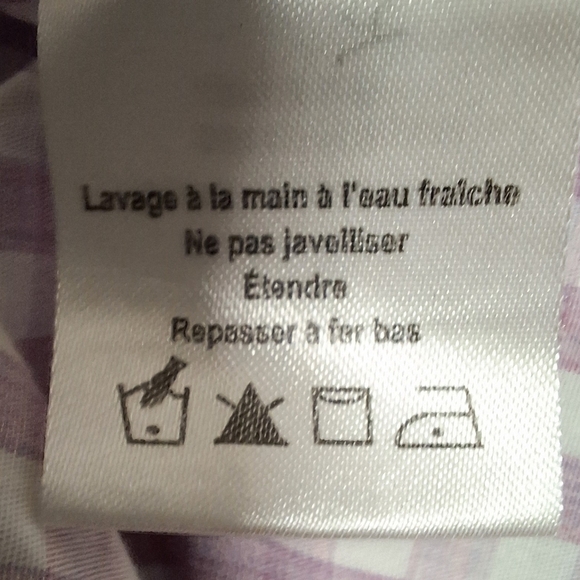 Lavage à la main à l'eau fraîche
Ne pas javelliser
Étendre
Repasser à fer bas